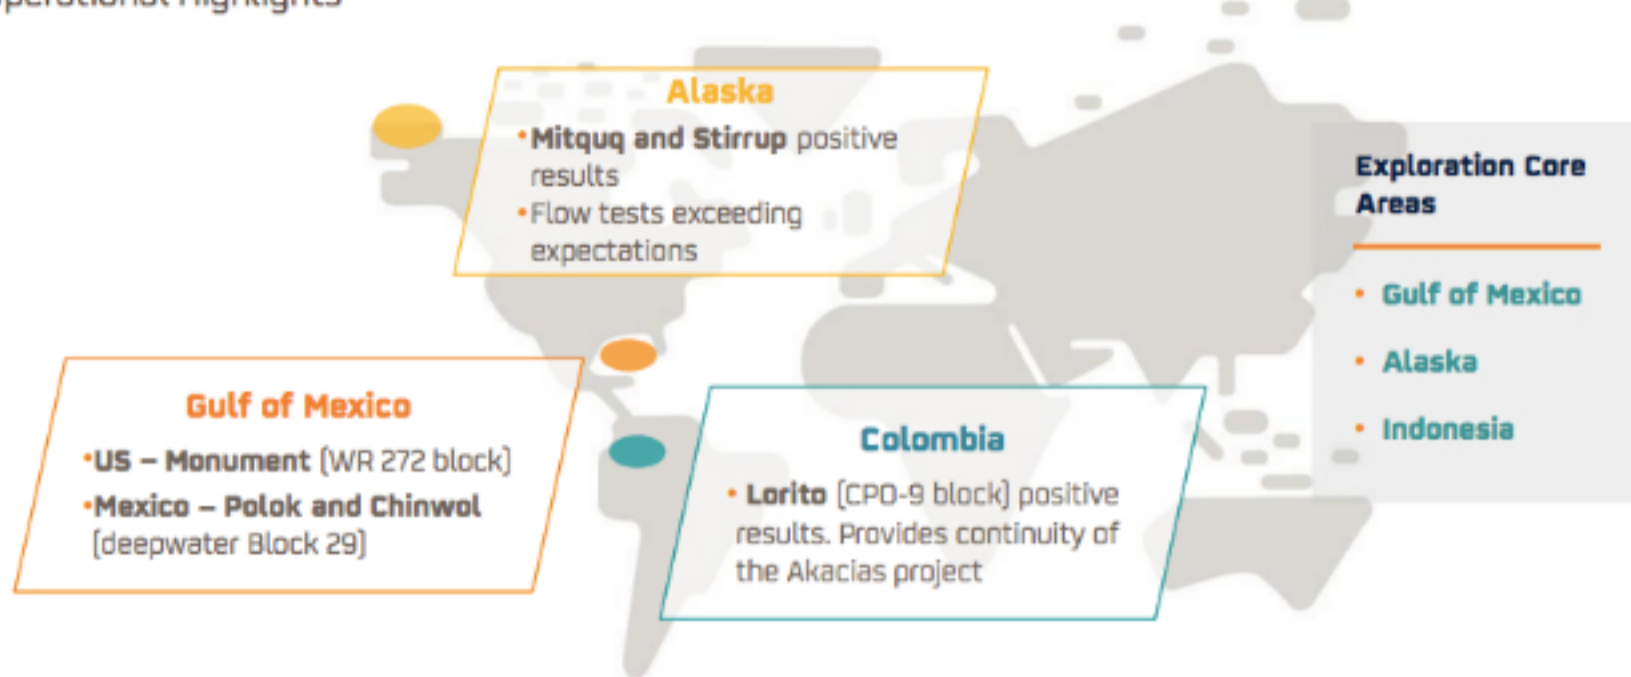 Operational Highlights
Alaska
•Mitquq and Stirrup positive
results
•Flow tests exceeding
expectations
Exploration Core
Areas
• Gulf of Mexico
• Alaska
• Indonesia
Gulf of Mexico
•US – Monument (WR 272 block)
•Mexico – Polok and Chinwol
(deepwater Block 29)
Colombia
• Lorito (CPO-9 block) positive
results. Provides continuity of
the Akacias project